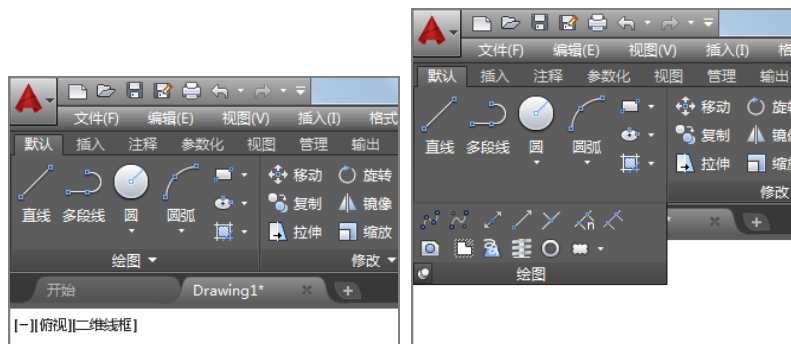 文件(F) 编辑(E) 视图(V) 插入(I) 格式
默认 插入 注释 参数化 视图 管理 输出
直线 多段线 圆 圆弧
移动 旋转
复制 镜像
拉伸 缩放
绘图 修改
开始 Drawing1*
[-][俯视][二维线框]
文件(F) 编辑(E) 视图(V) 插入(I)
默认 插入 注释 参数化 视图 管理 输出
直线 多段线 圆 圆弧
移动
复制
拉伸
修改
绘图